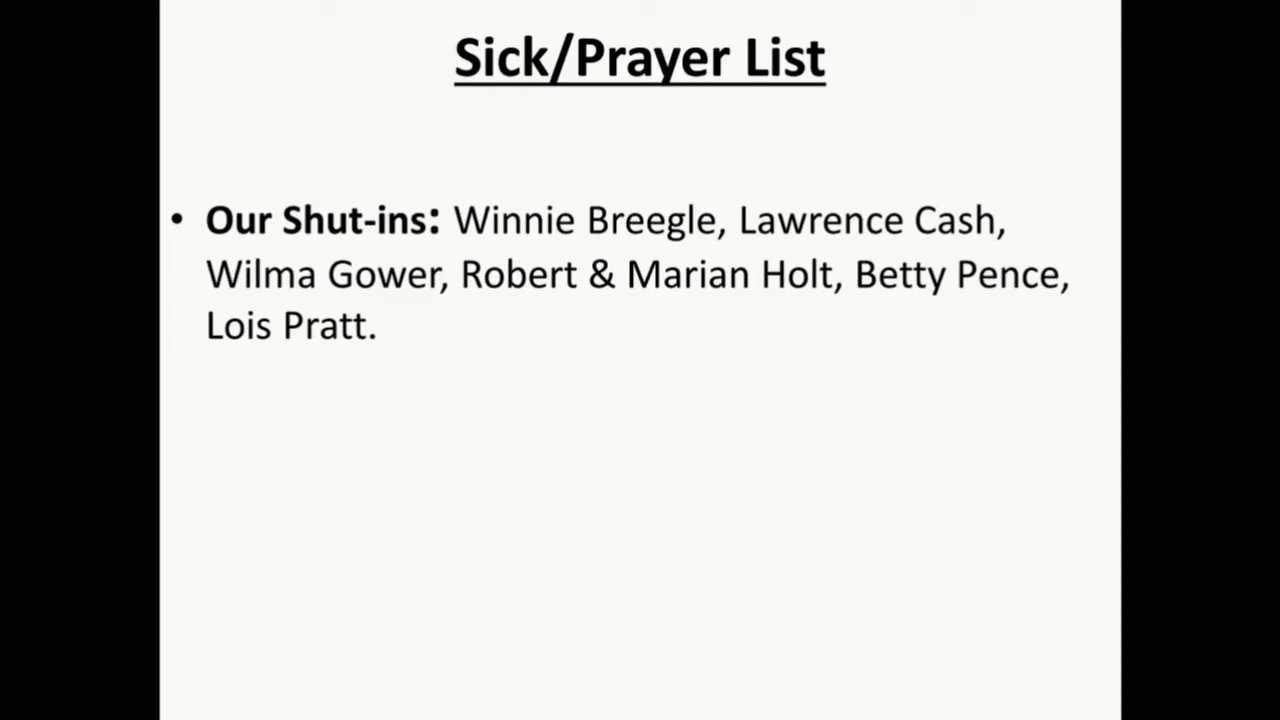 Sick/Prayer List
• Our Shut-ins: Winnie Breegle, Lawrence Cash,
Wilma Gower, Robert & Marian Holt, Betty Pence,
Lois Pratt.